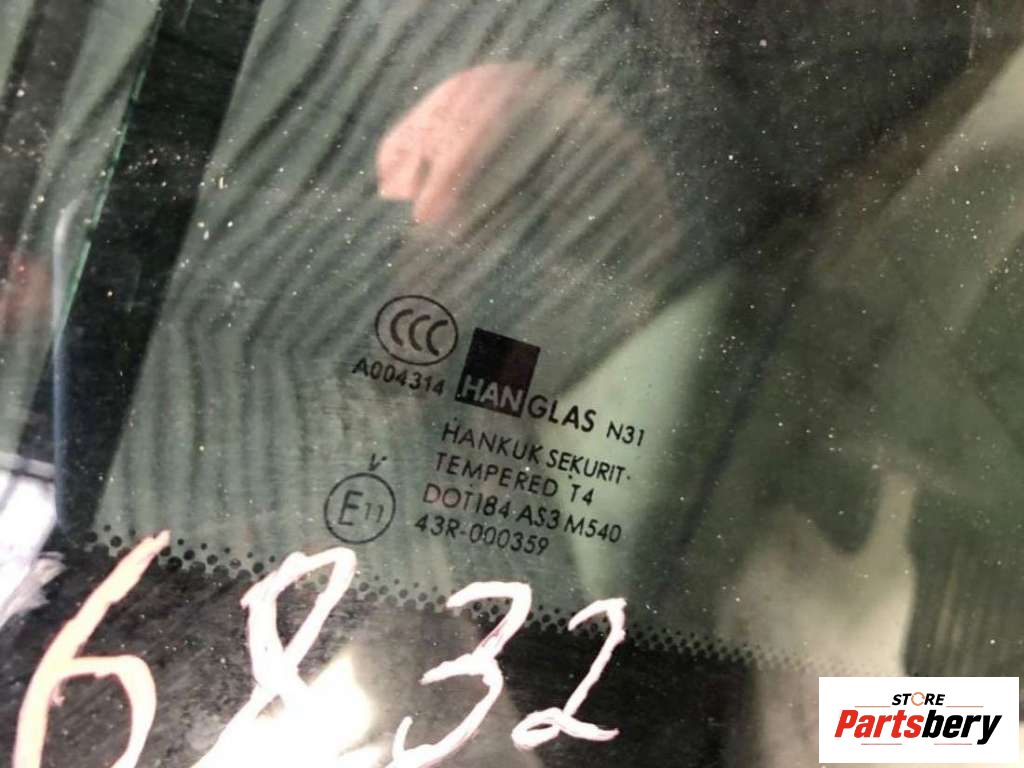 CCC
A004314
HANGLAS N31
HANKUK SEKURIT
TEMPERED T4
V
E11
DOT184 AS3 M540
43R-000359
6832
STORE
Partsbery